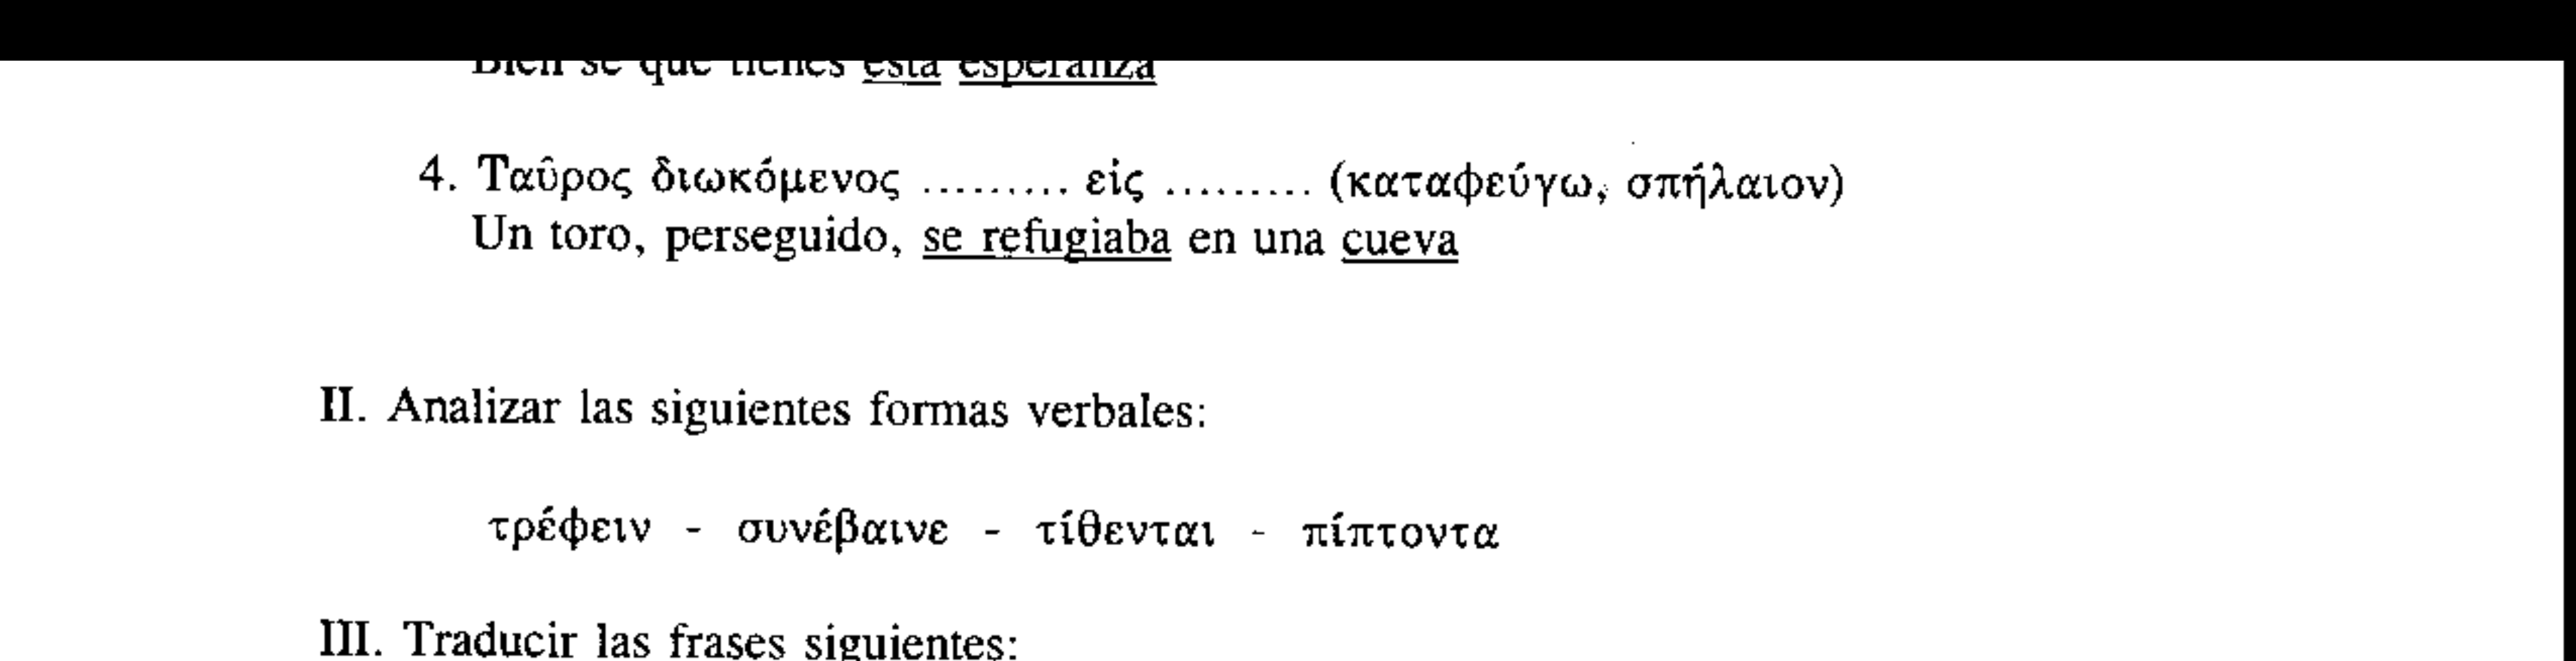 Bien sé que tienes esta esperanza
4. Ταῦρος διωκόμενος ......... εἰς ......... (καταφεύγω, σπήλαιον)
Un toro, perseguido, se refugiaba en una cueva
II. Analizar las siguientes formas verbales:
τρέφειν - συνέβαινε - τίθενται - πίπτοντα
III. Traducir las frases siguientes: